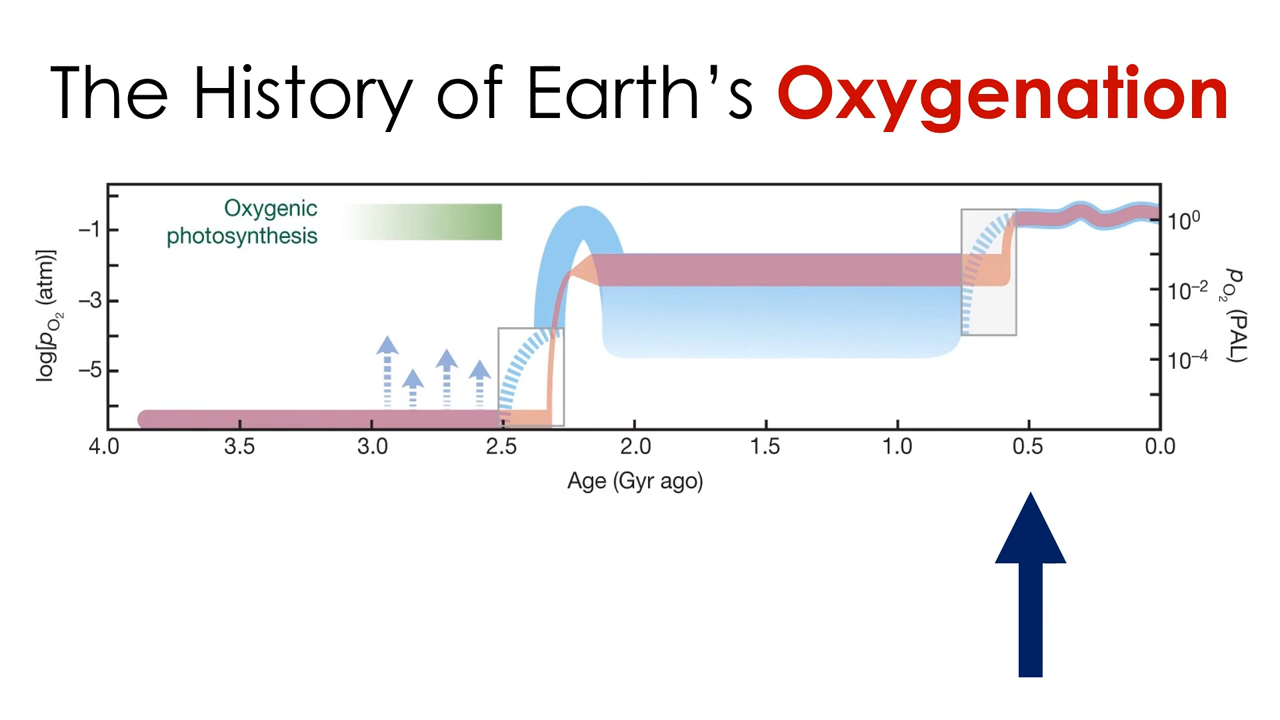 The History of Earth’s Oxygenation
Oxygenic
photosynthesis
log[pO₂ (atm)]
–1
–3
–5
10⁰
10⁻²
10⁻⁴
pO₂ (PAL)
4.0 3.5 3.0 2.5 2.0 1.5 1.0 0.5 0.0
Age (Gyr ago)